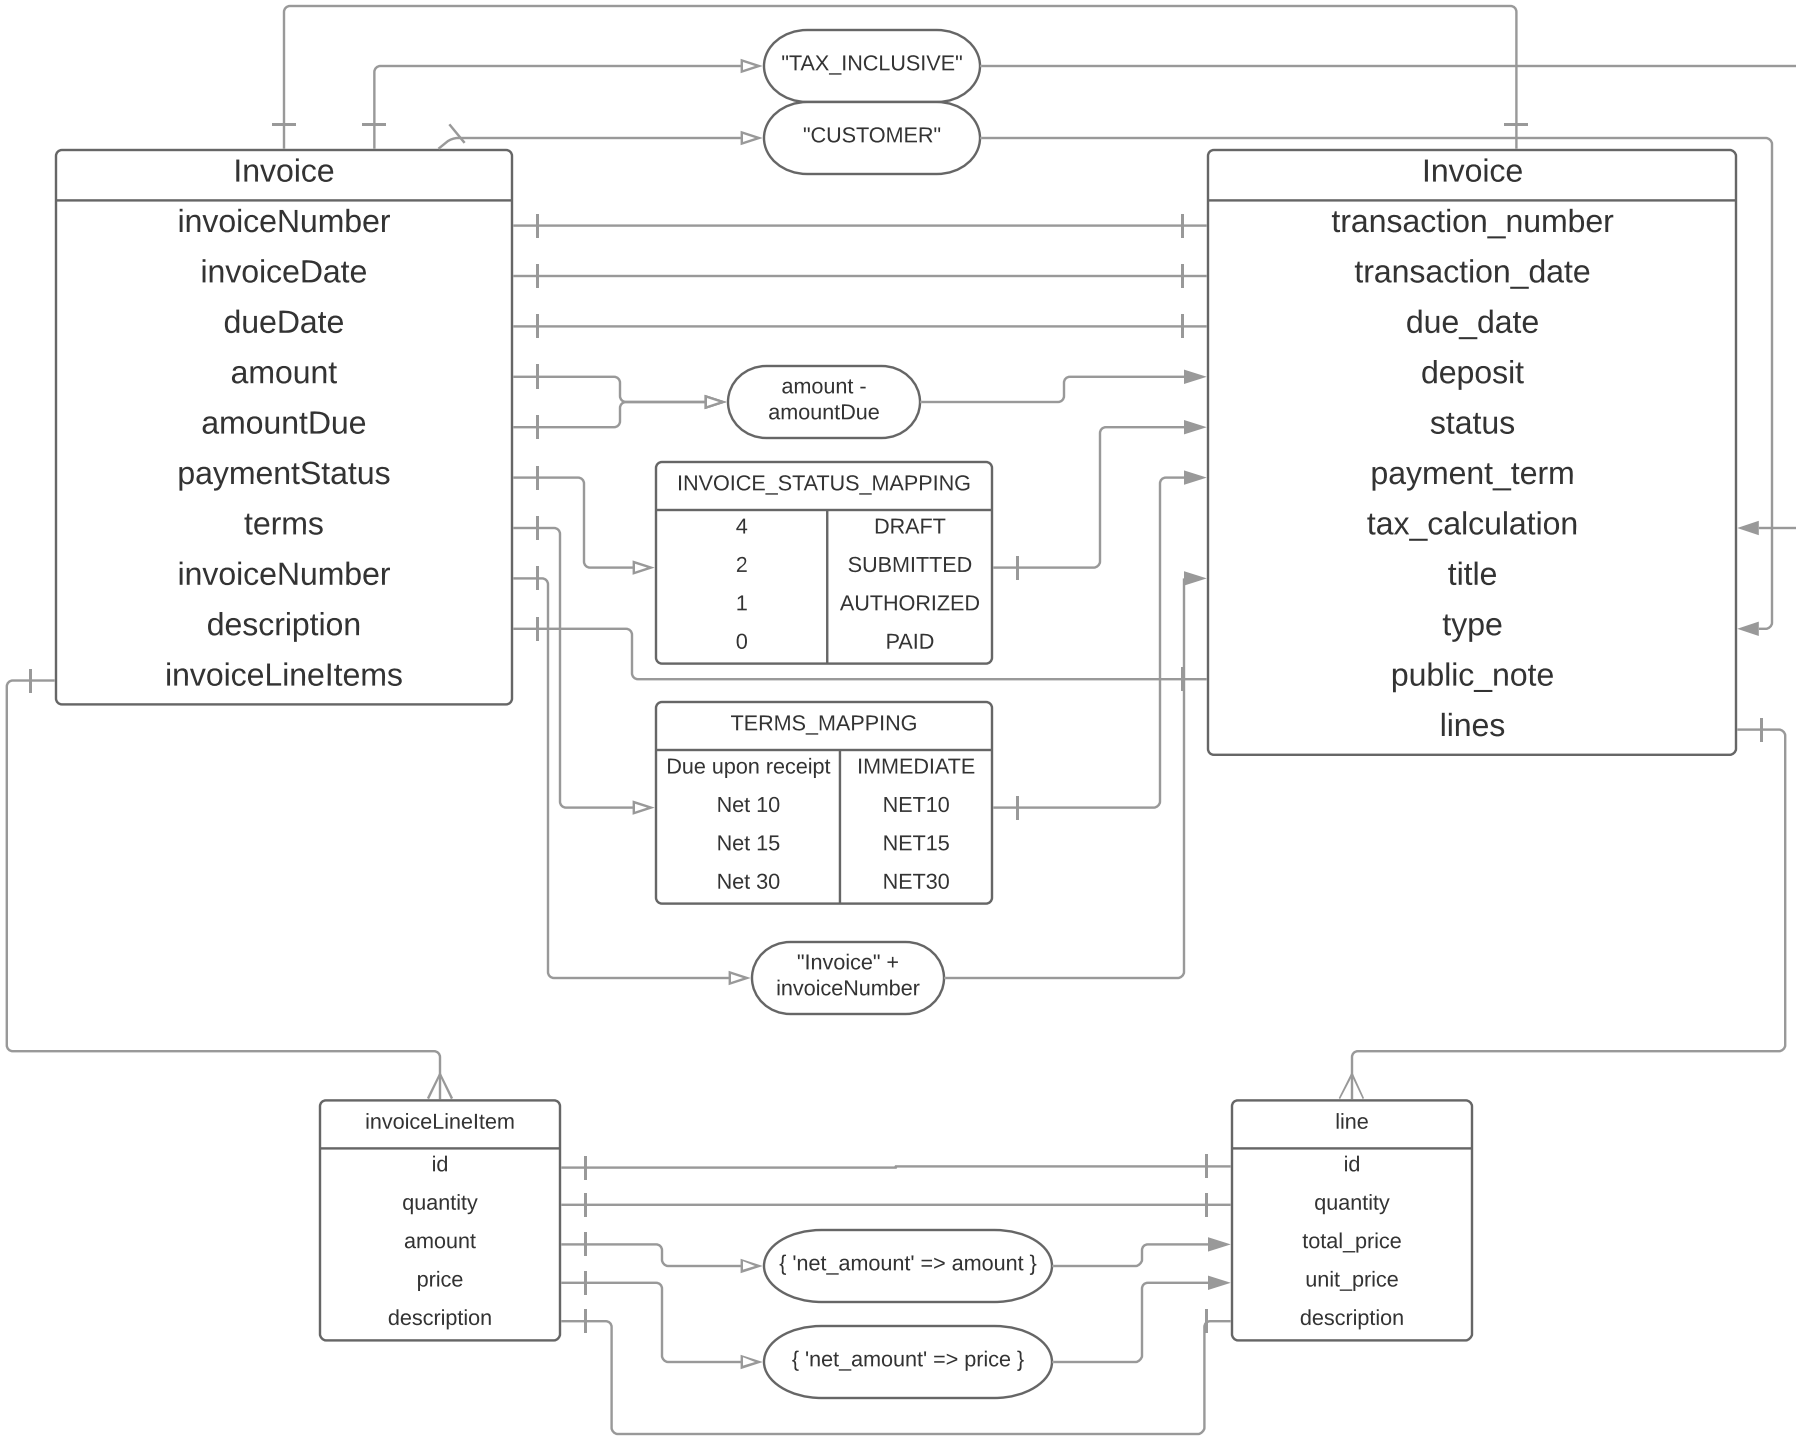 "TAX_INCLUSIVE"
"CUSTOMER"
Invoice
invoiceNumber
invoiceDate
dueDate
amount
amountDue
paymentStatus
terms
invoiceNumber
description
invoiceLineItems
amount -
amountDue
INVOICE_STATUS_MAPPING
4 DRAFT
2 SUBMITTED
1 AUTHORIZED
0 PAID
TERMS_MAPPING
Due upon receipt IMMEDIATE
Net 10 NET10
Net 15 NET15
Net 30 NET30
"Invoice" +
invoiceNumber
Invoice
transaction_number
transaction_date
due_date
deposit
status
payment_term
tax_calculation
title
type
public_note
lines
invoiceLineItem
id
quantity
amount
price
description
{ 'net_amount' => amount }
{ 'net_amount' => price }
line
id
quantity
total_price
unit_price
description